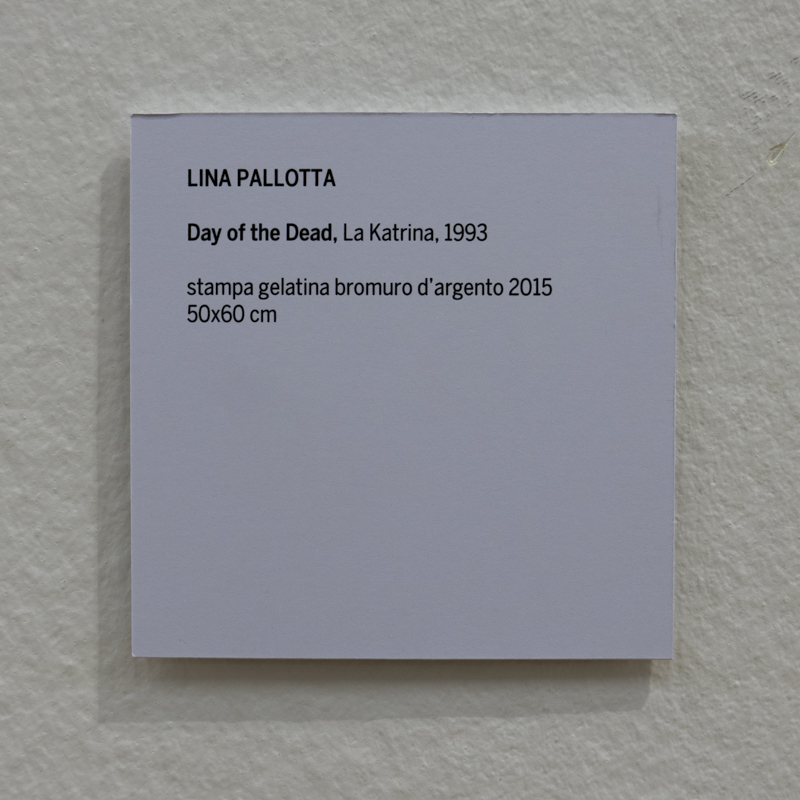 LINA PALLOTTA
Day of the Dead, La Katrina, 1993
stampa gelatina bromuro d'argento 2015
50x60 cm